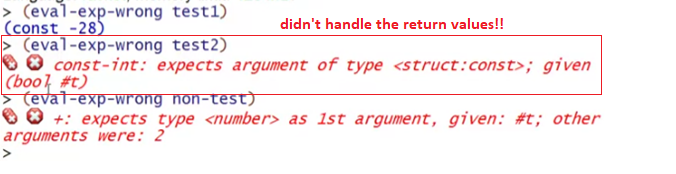 > (eval-exp-wrong test1)
(const -28)
didn't handle the return values!!
> (eval-exp-wrong test2)
const-int: expects argument of type <struct:const>; given
(bool #t)
> (eval-exp-wrong non-test)
+: expects type <number> as 1st argument, given: #t; other
arguments were: 2
>